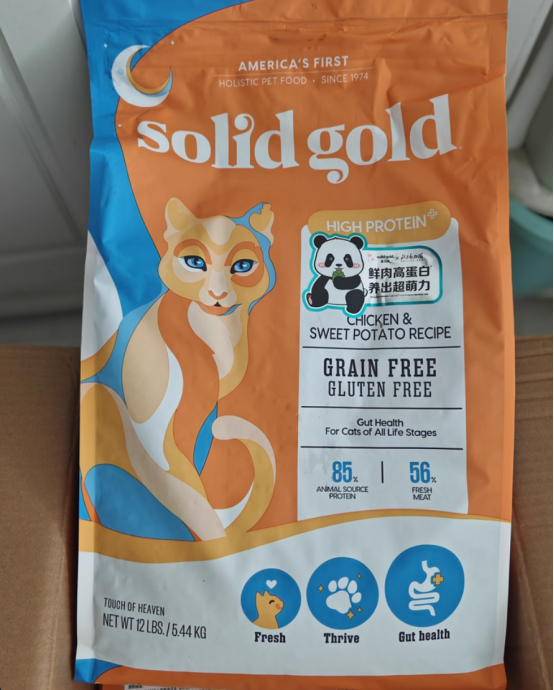 AMERICA'S FIRST
HOLISTIC PET FOOD · SINCE 1974
solid gold
HIGH PROTEIN+
鲜肉高蛋白
养出超萌力
CHICKEN &
SWEET POTATO RECIPE
GRAIN FREE
GLUTEN FREE
Gut Health
For Cats of All Life Stages
85%
ANIMAL SOURCE
PROTEIN
56%
FRESH
MEAT
TOUCH OF HEAVEN
NET WT 12 LBS. / 5.44 KG
Fresh
Thrive
Gut health